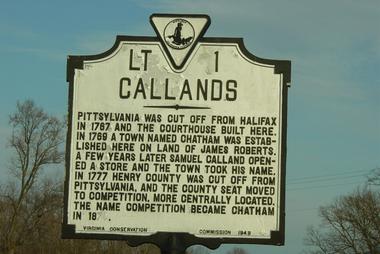 LT 1
CALLANDS
PITTSYLVANIA WAS CUT OFF FROM HALIFAX
IN 1767 AND THE COURTHOUSE BUILT HERE.
IN 1769 A TOWN NAMED CHATHAM WAS ESTAB-
LISHED HERE ON LAND OF JAMES ROBERTS.
A FEW YEARS LATER SAMUEL CALLAND OPEN-
ED A STORE AND THE TOWN TOOK HIS NAME.
IN 1777 HENRY COUNTY WAS CUT OFF FROM
PITTSYLVANIA, AND THE COUNTY SEAT MOVED
TO COMPETITION, MORE CENTRALLY LOCATED.
THE NAME COMPETITION BECAME CHATHAM
IN
VIRGINIA CONSERVATION COMMISSION 1948